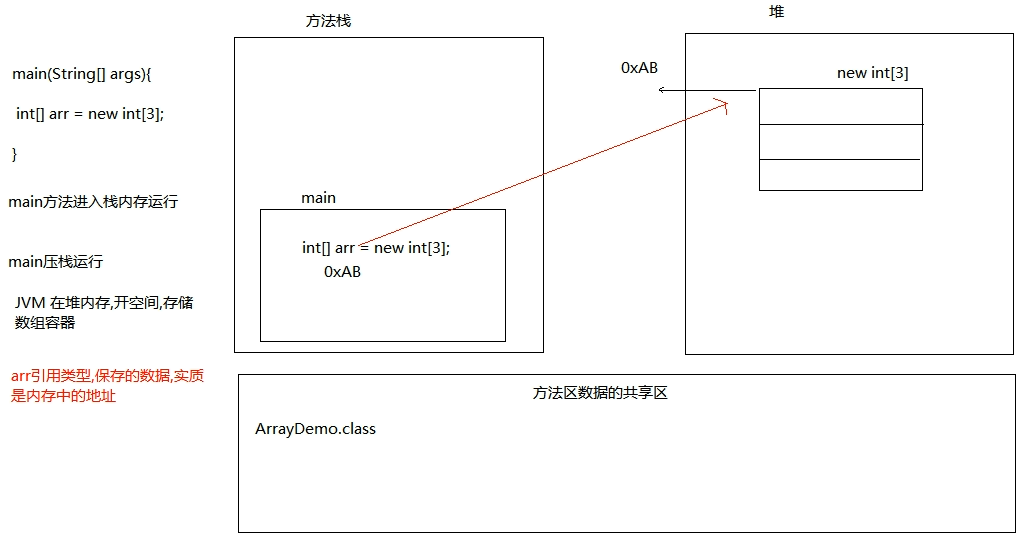 方法栈
堆
main(String[] args){
int[] arr = new int[3];
}
main方法进入栈内存运行
main压栈运行
JVM 在堆内存,开空间,存储
数组容器
arr引用类型,保存的数据,实质
是内存中的地址
main
int[] arr = new int[3];
0xAB
0xAB
new int[3]
方法区数据的共享区
ArrayDemo.class